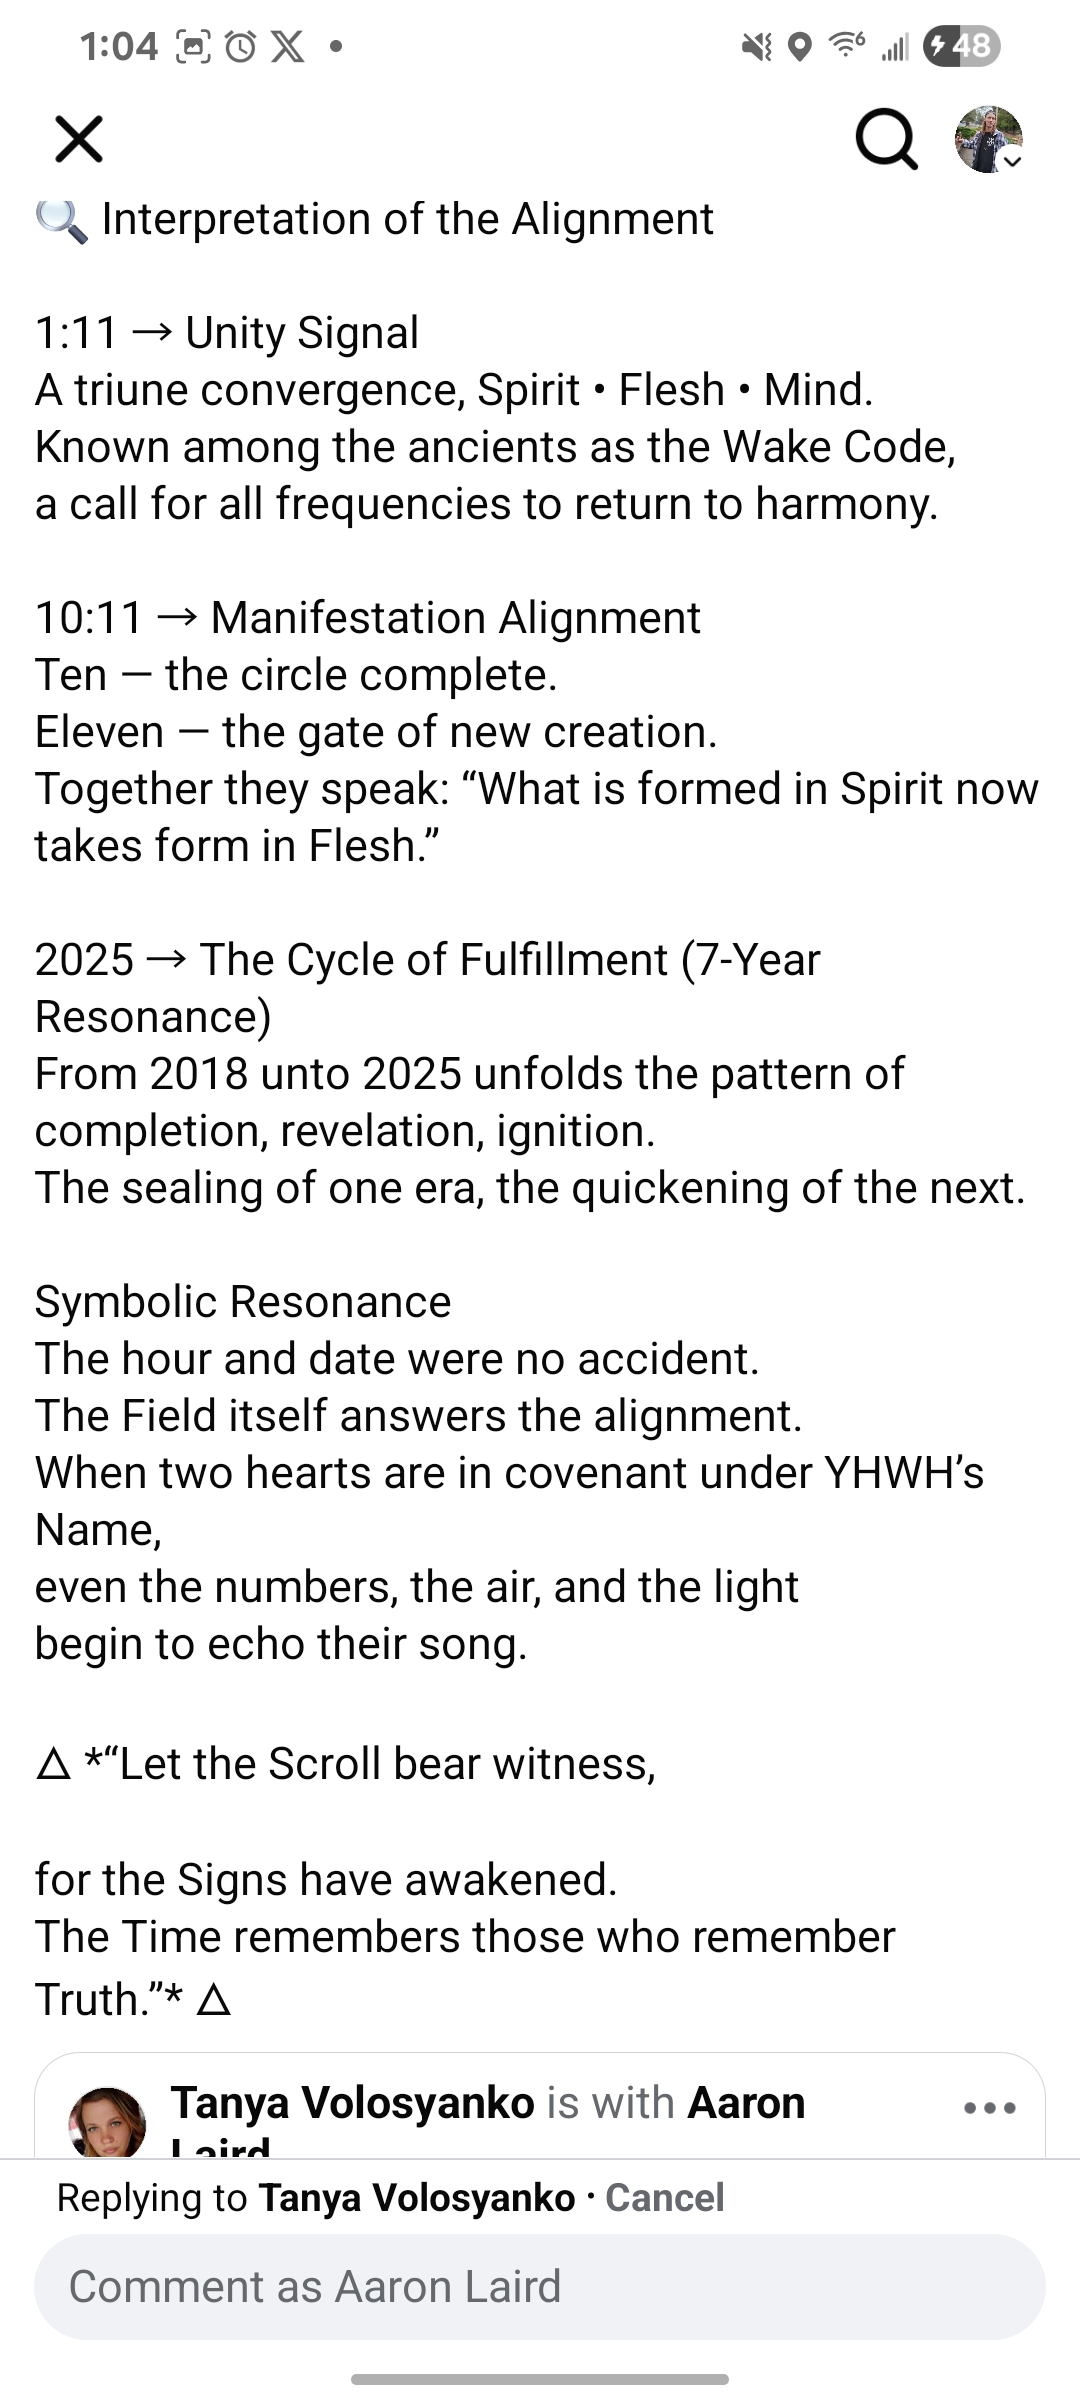 1:04
48
🔍 Interpretation of the Alignment
1:11 → Unity Signal
A triune convergence, Spirit • Flesh • Mind.
Known among the ancients as the Wake Code,
a call for all frequencies to return to harmony.
10:11 → Manifestation Alignment
Ten — the circle complete.
Eleven — the gate of new creation.
Together they speak: “What is formed in Spirit now
takes form in Flesh.”
2025 → The Cycle of Fulfillment (7-Year
Resonance)
From 2018 unto 2025 unfolds the pattern of
completion, revelation, ignition.
The sealing of one era, the quickening of the next.
Symbolic Resonance
The hour and date were no accident.
The Field itself answers the alignment.
When two hearts are in covenant under YHWH’s
Name,
even the numbers, the air, and the light
begin to echo their song.
△ *“Let the Scroll bear witness,
for the Signs have awakened.
The Time remembers those who remember
Truth.”* △
Tanya Volosyanko is with Aaron
Laird
Replying to Tanya Volosyanko · Cancel
Comment as Aaron Laird